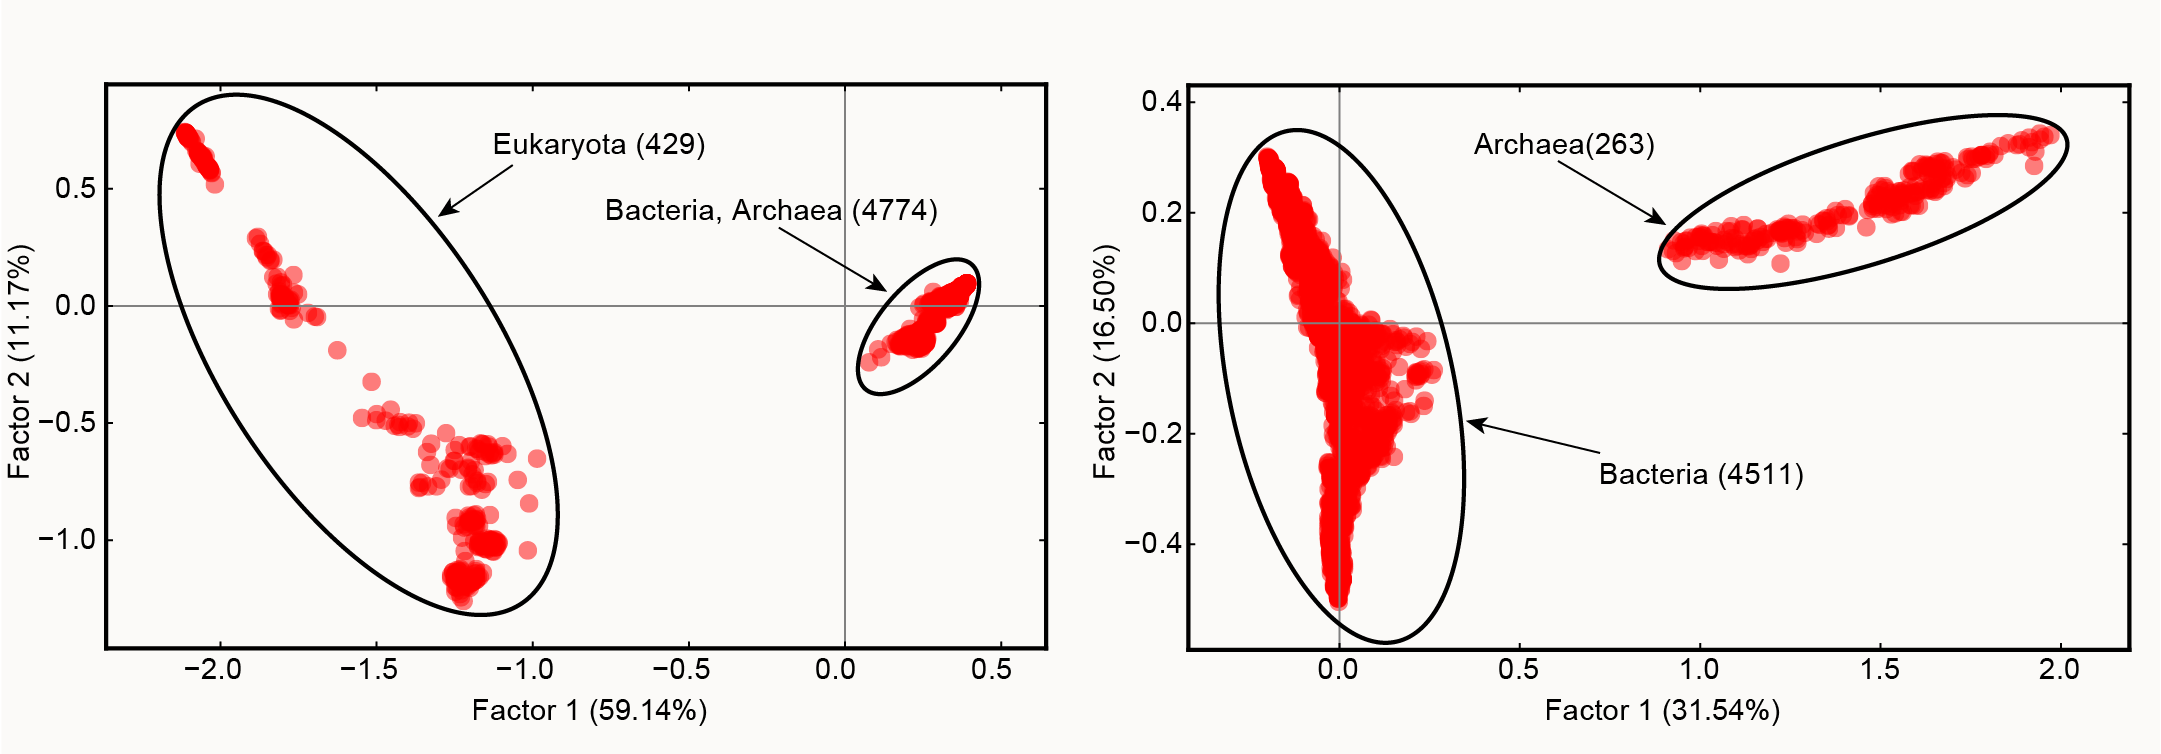 Eukaryota (429)
Bacteria, Archaea (4774)
0.5
0.0
−0.5
−1.0
Factor 2 (11.17%)
−2.0 −1.5 −1.0 −0.5 0.0 0.5
Factor 1 (59.14%)
Archaea(263)
Bacteria (4511)
0.4
0.2
0.0
−0.2
−0.4
Factor 2 (16.50%)
0.0 0.5 1.0 1.5 2.0
Factor 1 (31.54%)